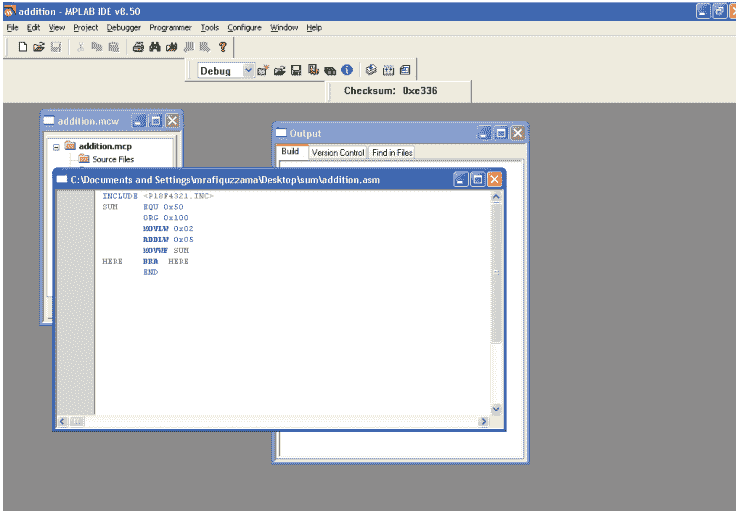 addition - MPLAB IDE v8.50
File Edit View Project Debugger Programmer Tools Configure Window Help
Debug
Checksum: 0xe336
addition.mcw
addition.mcp
Source Files
Output
Build Version Control Find in Files
C:\Documents and Settings\mrafiquzzama\Desktop\sum\addition.asm
INCLUDE <P18F4321.INC>
SUM EQU 0x50
ORG 0x100
MOVLW 0x02
ADDLW 0x05
MOVWF SUM
HERE BRA HERE
END